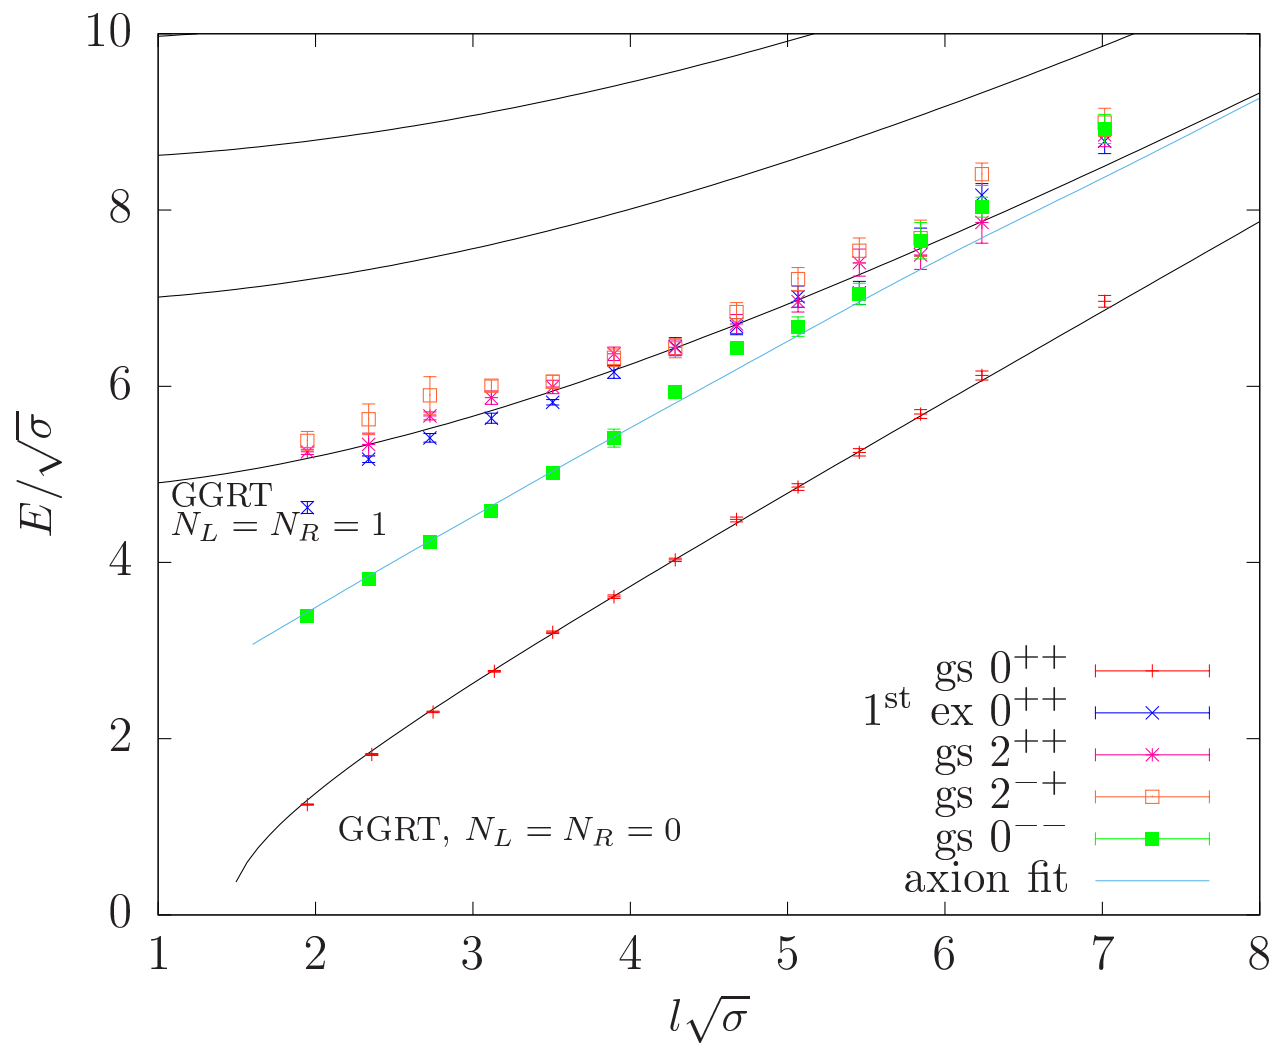 10
8
6
4
2
0
E/√σ
GGRT
N_L = N_R = 1
GGRT, N_L = N_R = 0
gs 0^{++}
1^{st} ex 0^{++}
gs 2^{++}
gs 2^{-+}
gs 0^{--}
axion fit
1 2 3 4 5 6 7 8
l√σ